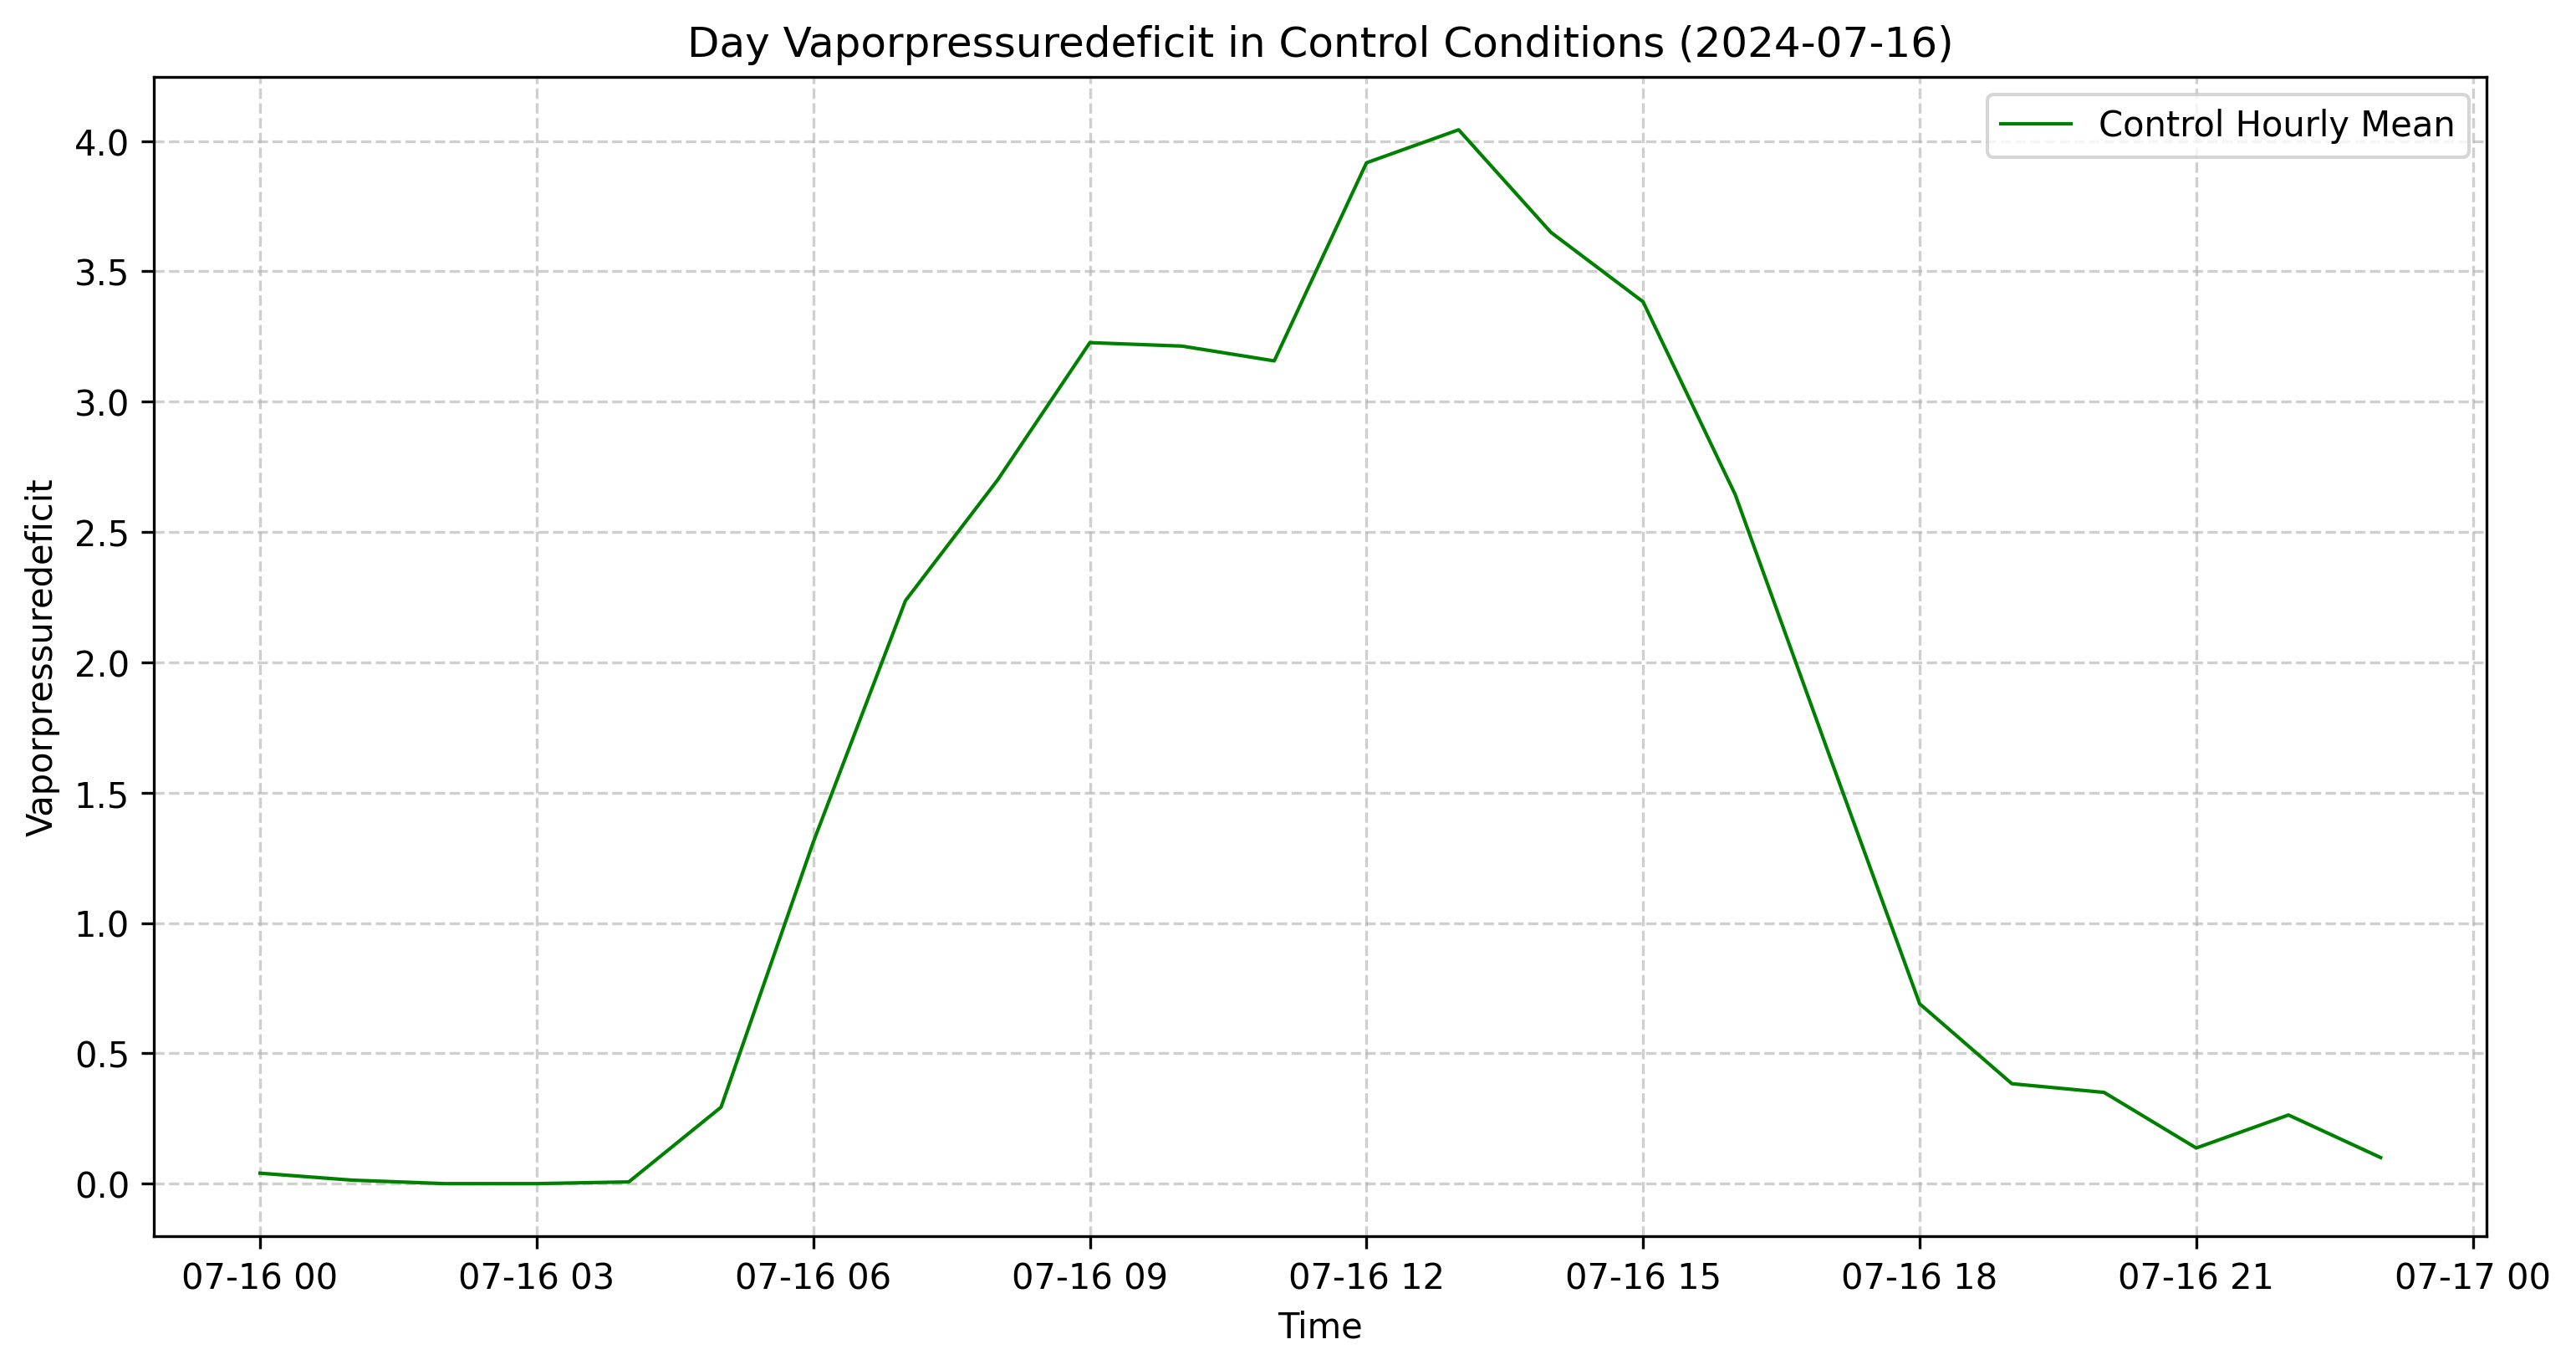 Day Vaporpressuredeficit in Control Conditions (2024-07-16)
Control Hourly Mean
4.0
3.5
3.0
2.5
2.0
1.5
1.0
0.5
0.0
Vaporpressuredeficit
07-16 00 07-16 03 07-16 06 07-16 09 07-16 12 07-16 15 07-16 18 07-16 21 07-17 00
Time